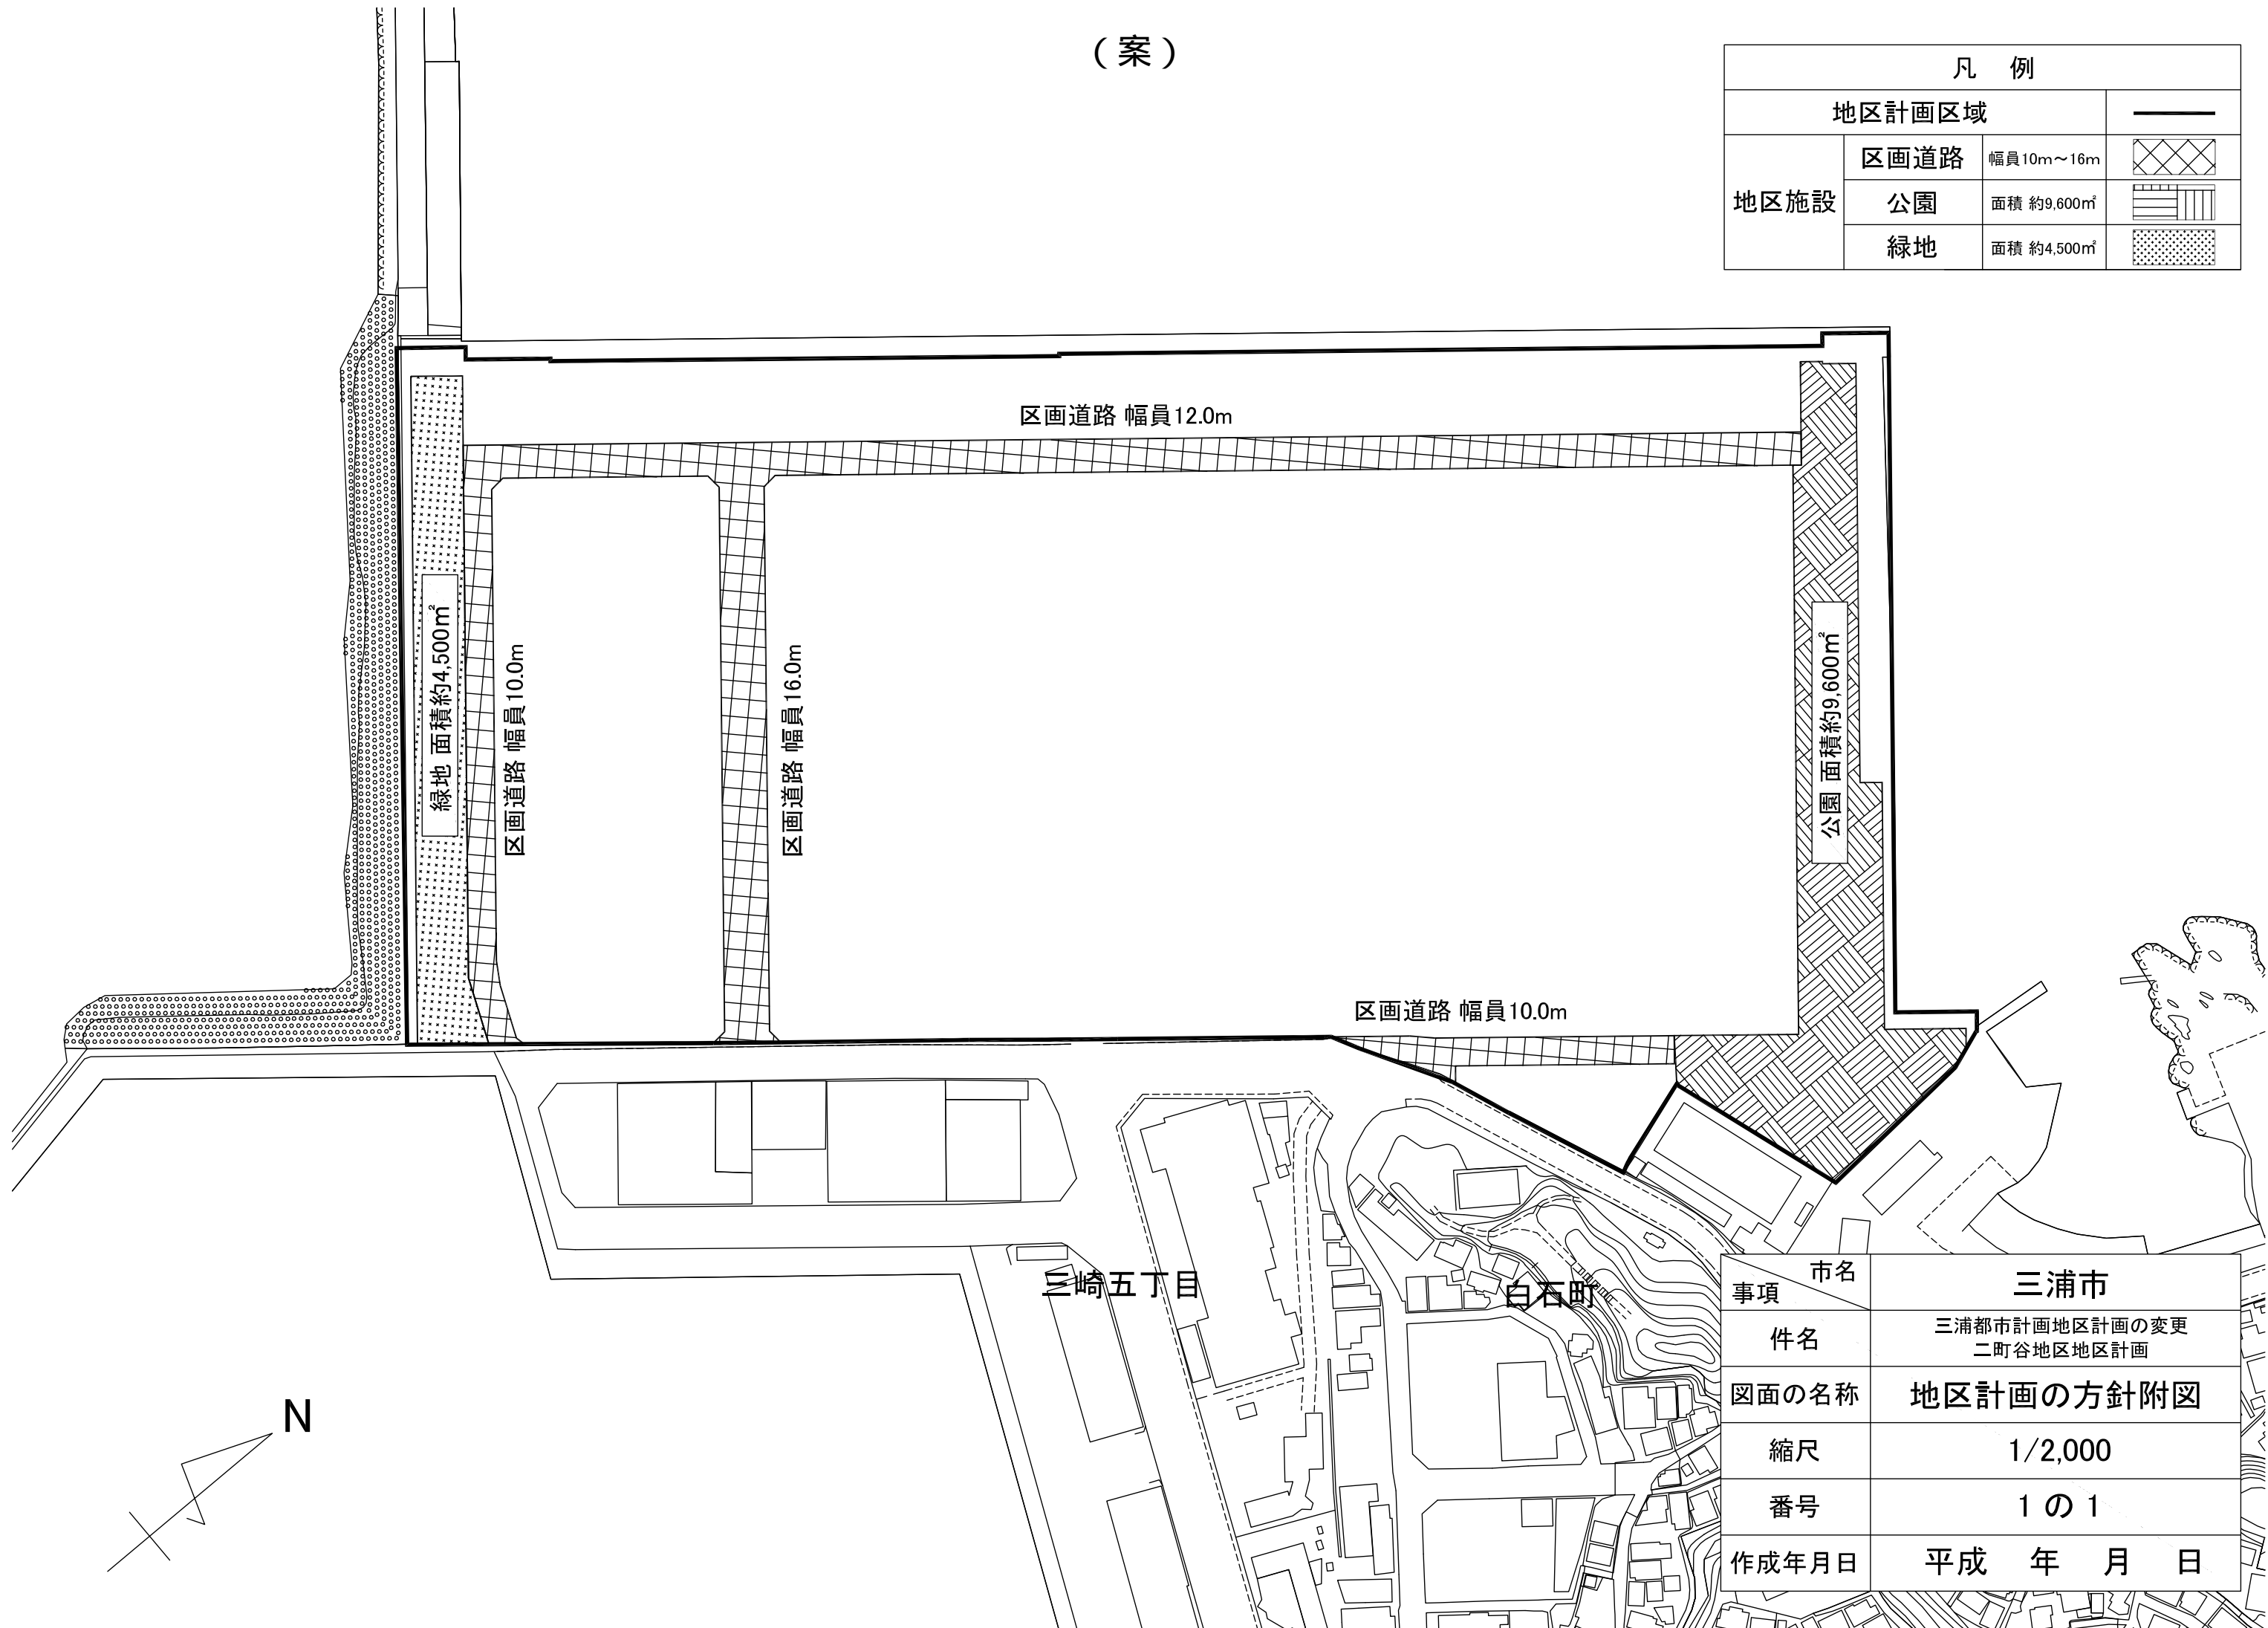 （案）
凡　例
地区計画区域
地区施設
区画道路 幅員10m～16m
公園 面積 約9,600㎡
緑地 面積 約4,500㎡
区画道路 幅員12.0m
緑地 面積約4,500㎡
区画道路 幅員10.0m
区画道路 幅員16.0m
公園 面積約9,600㎡
区画道路 幅員10.0m
三崎五丁目
白石町
N
市名
事項
三浦市
件名
三浦都市計画地区計画の変更
二町谷地区地区計画
図面の名称 地区計画の方針附図
縮尺 1/2,000
番号 1 の 1
作成年月日 平成　年　月　日